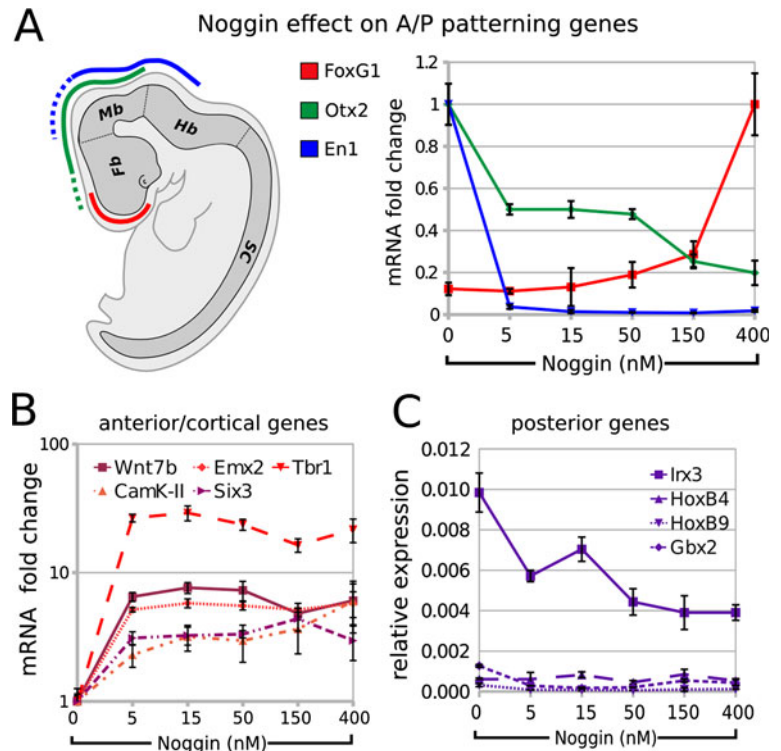 A
Noggin effect on A/P patterning genes
Mb
Hb
Fb
SC
FoxG1
Otx2
En1
mRNA fold change
1.2
1
0.8
0.6
0.4
0.2
0
0 5 15 50 150 400
Noggin (nM)
B
anterior/cortical genes
mRNA fold change
100
10
1
Wnt7b Emx2 Tbr1
CamK-II Six3
0 5 15 50 150 400
Noggin (nM)
C
posterior genes
relative expression
0.012
0.010
0.008
0.006
0.004
0.002
0.000
Irx3
HoxB4
HoxB9
Gbx2
0 5 15 50 150 400
Noggin (nM)